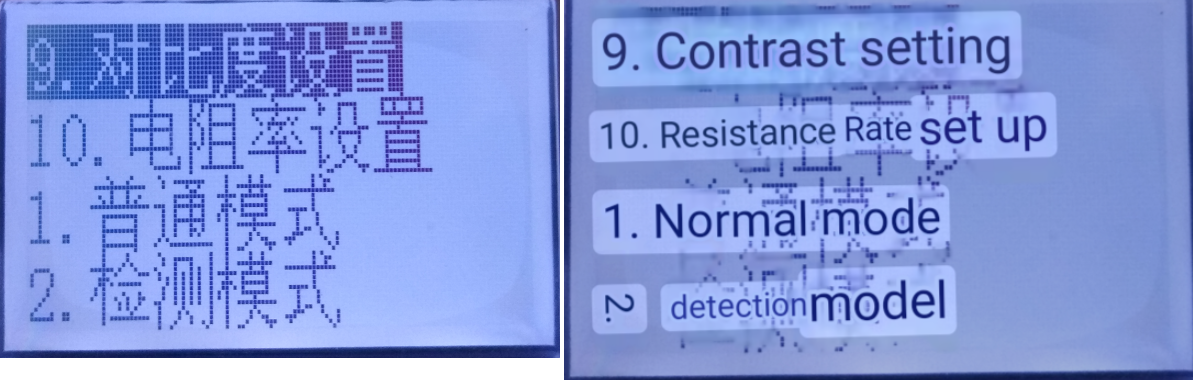 9. 对比度设置
10. 电阻率设置
1. 普通模式
2. 检测模式
9. Contrast setting
10. Resistance Rate set up
1. Normal mode
2 detection model